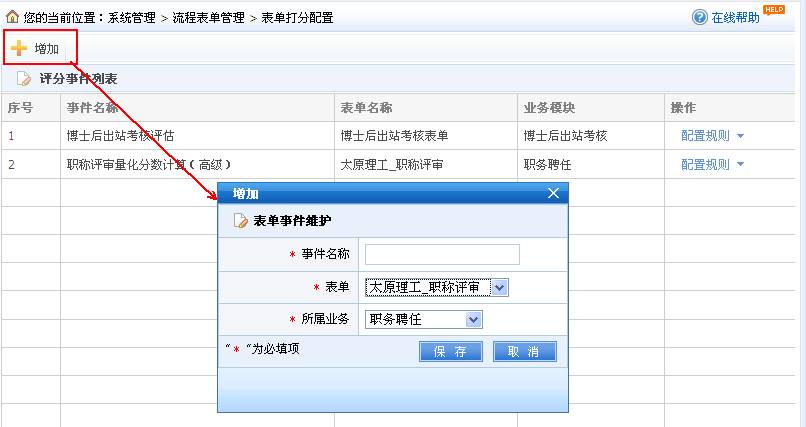 您的当前位置：系统管理 > 流程表单管理 > 表单打分配置 在线帮助 HELP
增加
评分事件列表
序号 事件名称 表单名称 业务模块 操作
1 博士后出站考核评估 博士后出站考核表单 博士后出站考核 配置规则
2 职称评审量化分数计算（高级） 太原理工_职称评审 职务聘任 配置规则
增加
表单事件维护
* 事件名称
* 表单 太原理工_职称评审
* 所属业务 职务聘任
“*”为必填项 保存 取消